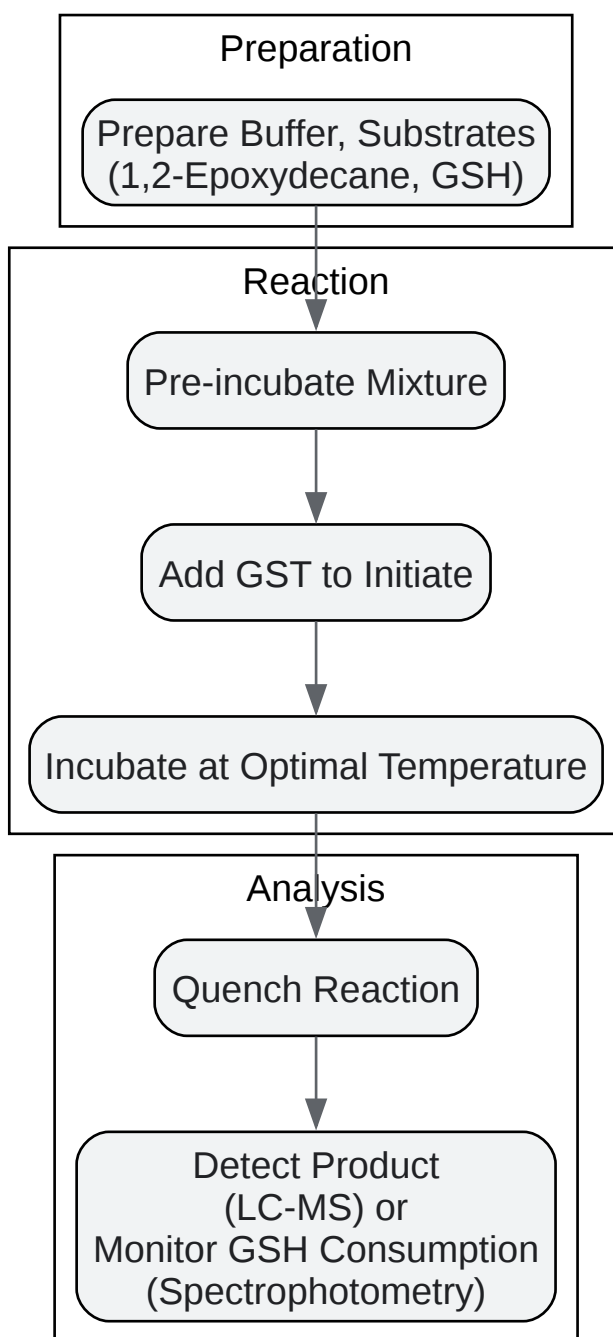 Preparation
Prepare Buffer, Substrates
(1,2-Epoxydecane, GSH)
Reaction
Pre-incubate Mixture
Add GST to Initiate
Incubate at Optimal Temperature
Analysis
Quench Reaction
Detect Product
(LC-MS) or
Monitor GSH Consumption
(Spectrophotometry)